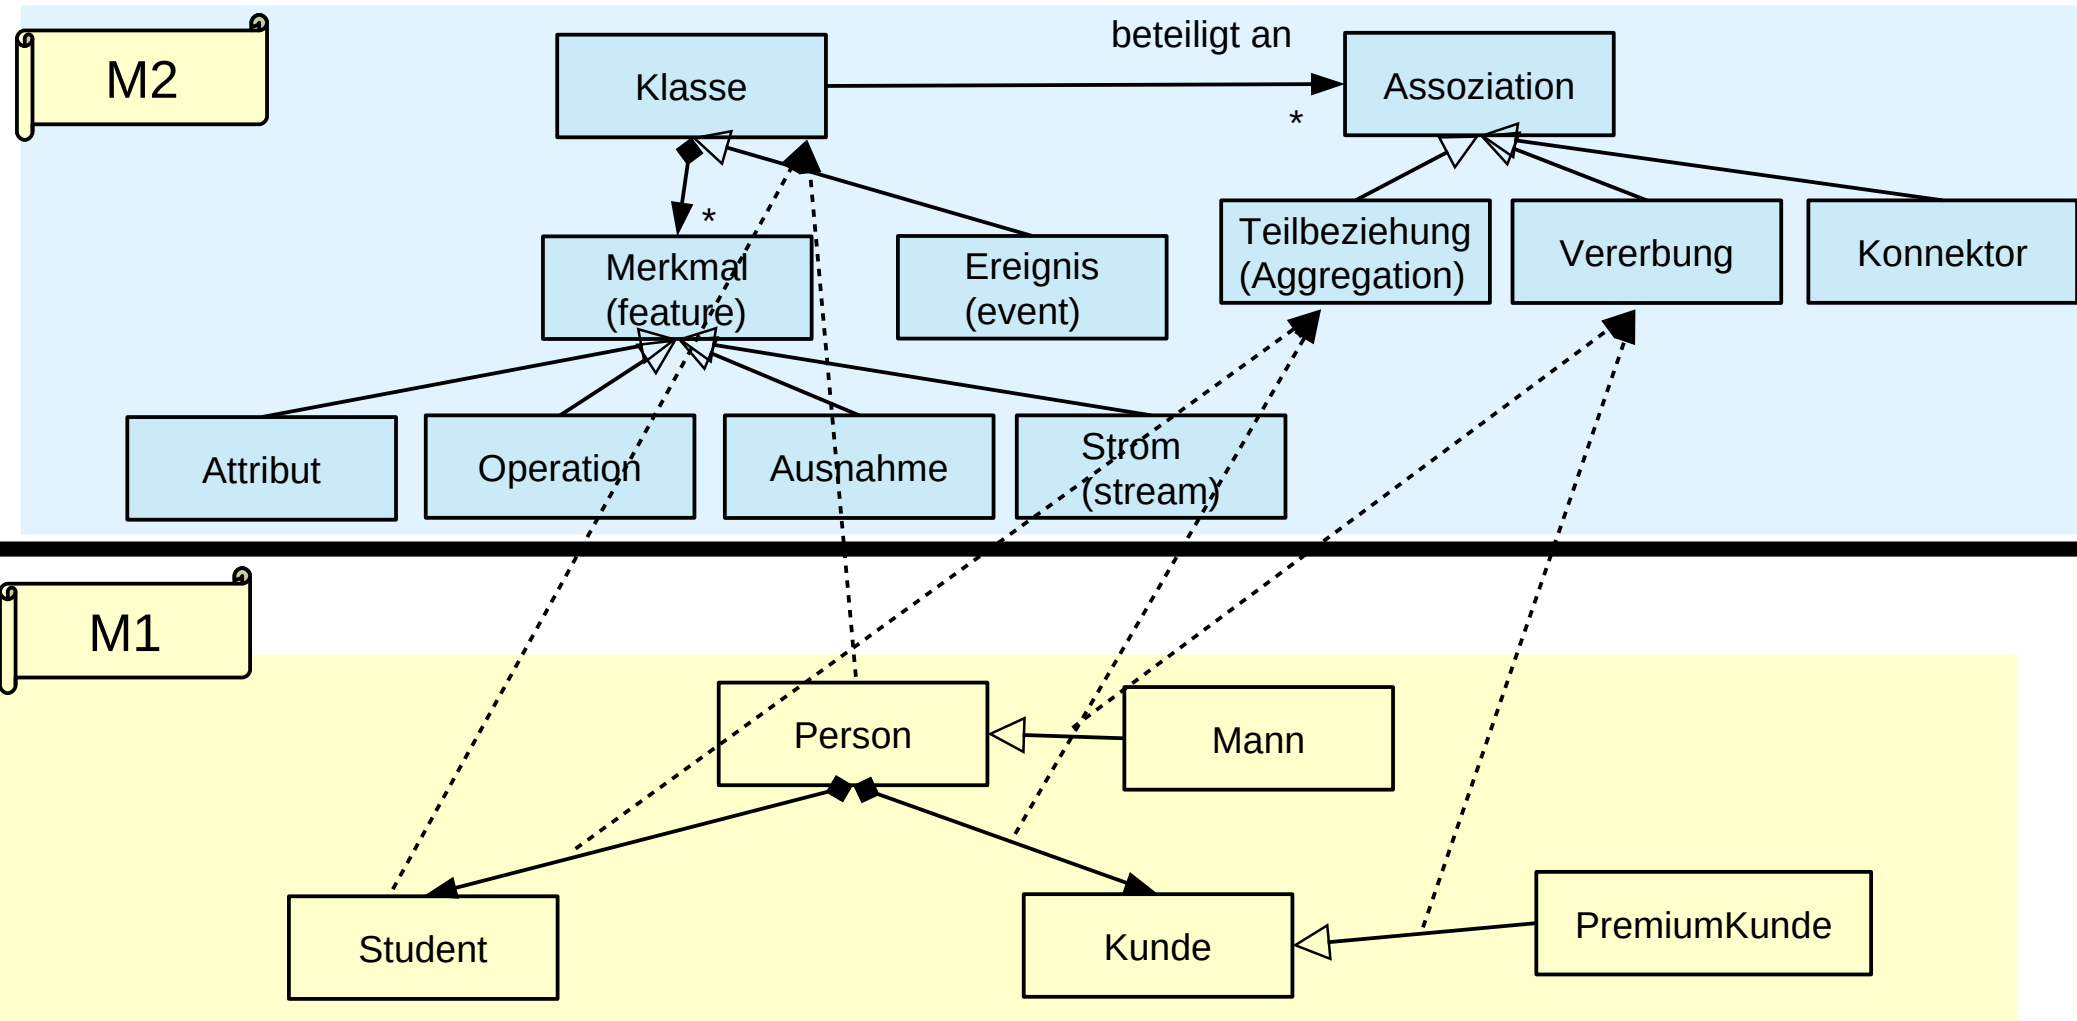 M2
beteiligt an
Klasse
Assoziation
*
*
Merkmal
(feature)
Ereignis
(event)
Teilbeziehung
(Aggregation)
Vererbung
Konnektor
Attribut
Operation
Ausnahme
Strom
(stream)
M1
Person
Mann
Student
Kunde
PremiumKunde